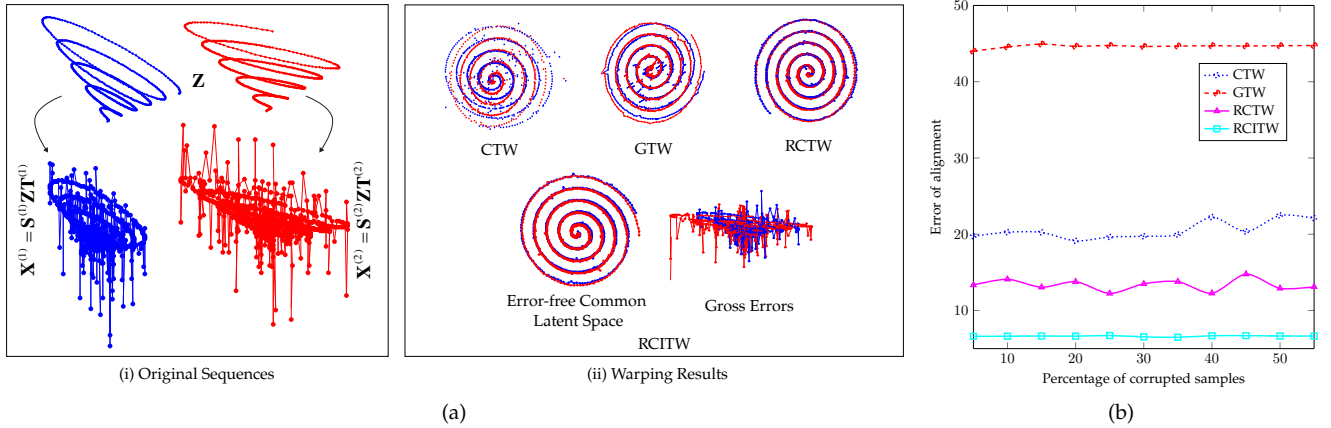 Z
X⁽¹⁾ = S⁽¹⁾ZT⁽¹⁾
X⁽²⁾ = S⁽²⁾ZT⁽²⁾
(i) Original Sequences
CTW
GTW
RCTW
Error-free Common
Latent Space
Gross Errors
RCITW
(ii) Warping Results
(a)
50
40
30
20
10
Error of alignment
CTW
GTW
RCTW
RCITW
10 20 30 40 50
Percentage of corrupted samples
(b)